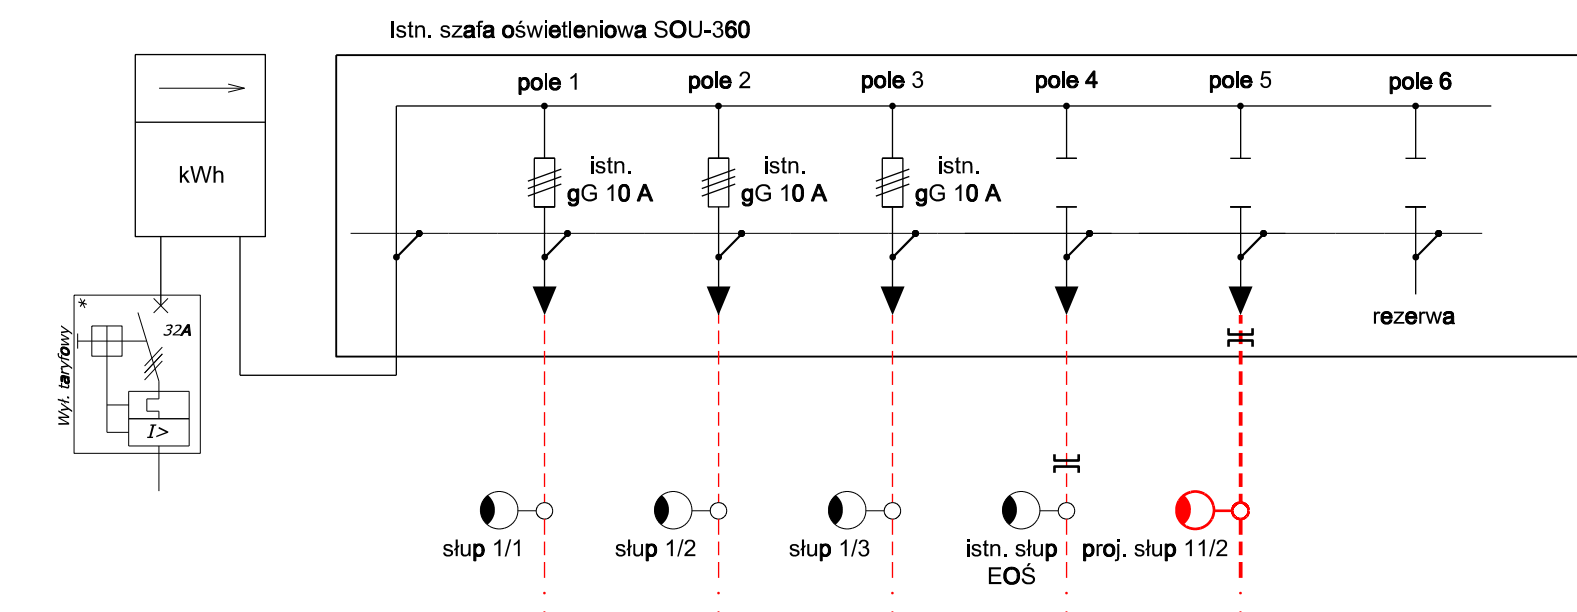 Istn. szafa oświetleniowa SOU-360
pole 1
pole 2
pole 3
pole 4
pole 5
pole 6
kWh
istn.
gG 10 A
istn.
gG 10 A
istn.
gG 10 A
rezerwa
*
32A
Wył. taryfowy
I>
słup 1/1
słup 1/2
słup 1/3
istn. słup
EOŚ
proj. słup 11/2